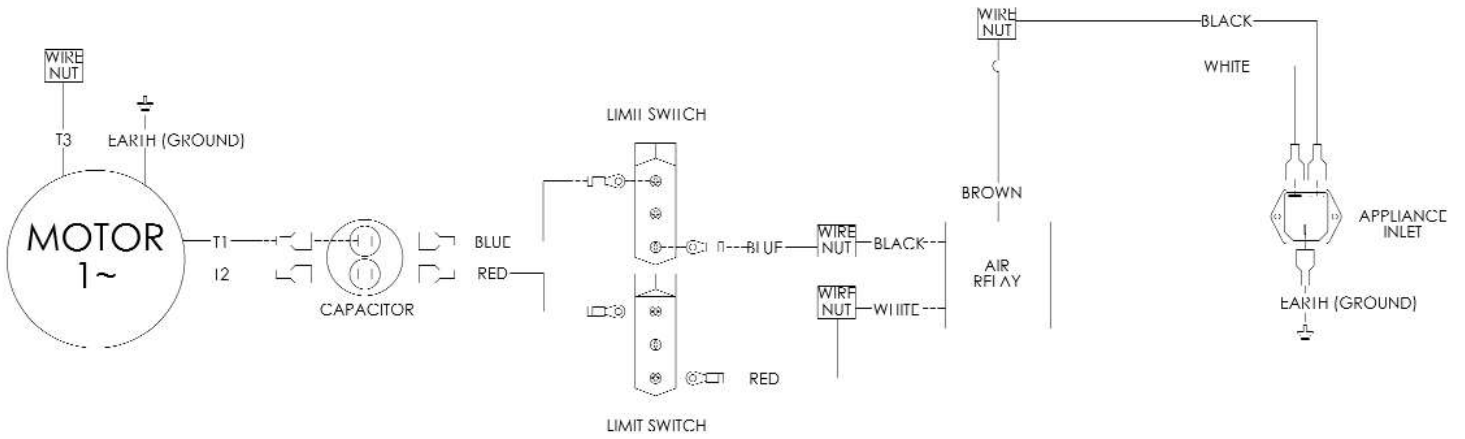 WIRE
NUT
BLACK
WIRE
NUT
WHITE
LIMIT SWITCH
T3
EARTH (GROUND)
BROWN
MOTOR
1~
T1
BLUE
BLUE
WIRE
NUT
BLACK
APPLIANCE
INLET
T2
RED
AIR
RELAY
CAPACITOR
WIRE
NUT
WHITE
EARTH (GROUND)
RED
LIMIT SWITCH